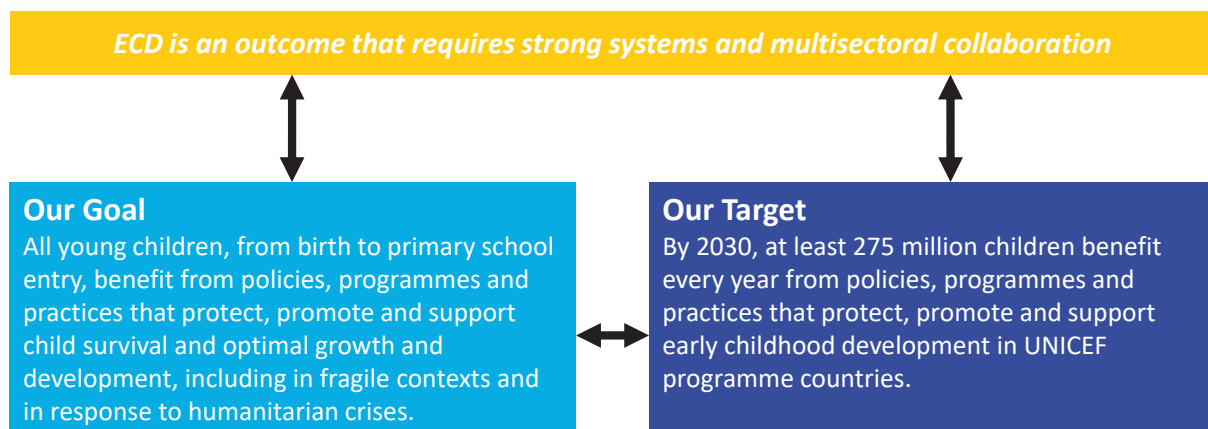 ECD is an outcome that requires strong systems and multisectoral collaboration
Our Goal
All young children, from birth to primary school
entry, benefit from policies, programmes and
practices that protect, promote and support
child survival and optimal growth and
development, including in fragile contexts and
in response to humanitarian crises.
Our Target
By 2030, at least 275 million children benefit
every year from policies, programmes and
practices that protect, promote and support
early childhood development in UNICEF
programme countries.